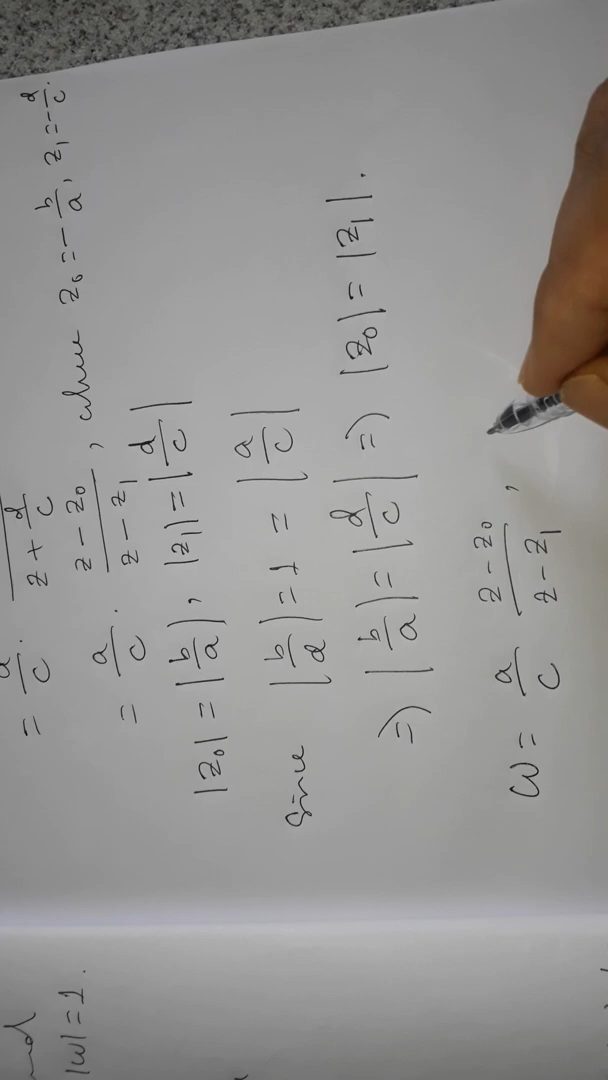 = a/c · / z + d/c
= a/c · (z - z₀)/(z - z₁), where z₀ = - b/a, z₁ = - d/c.
|z₀| = |b/a|, |z₁| = |d/c|
Since |b/d| = 1 = |a/c|
=> |b/a| = |d/c| => |z₀| = |z₁|.
W = a/c (z - z₀)/(z - z₁),
|w| = 1.